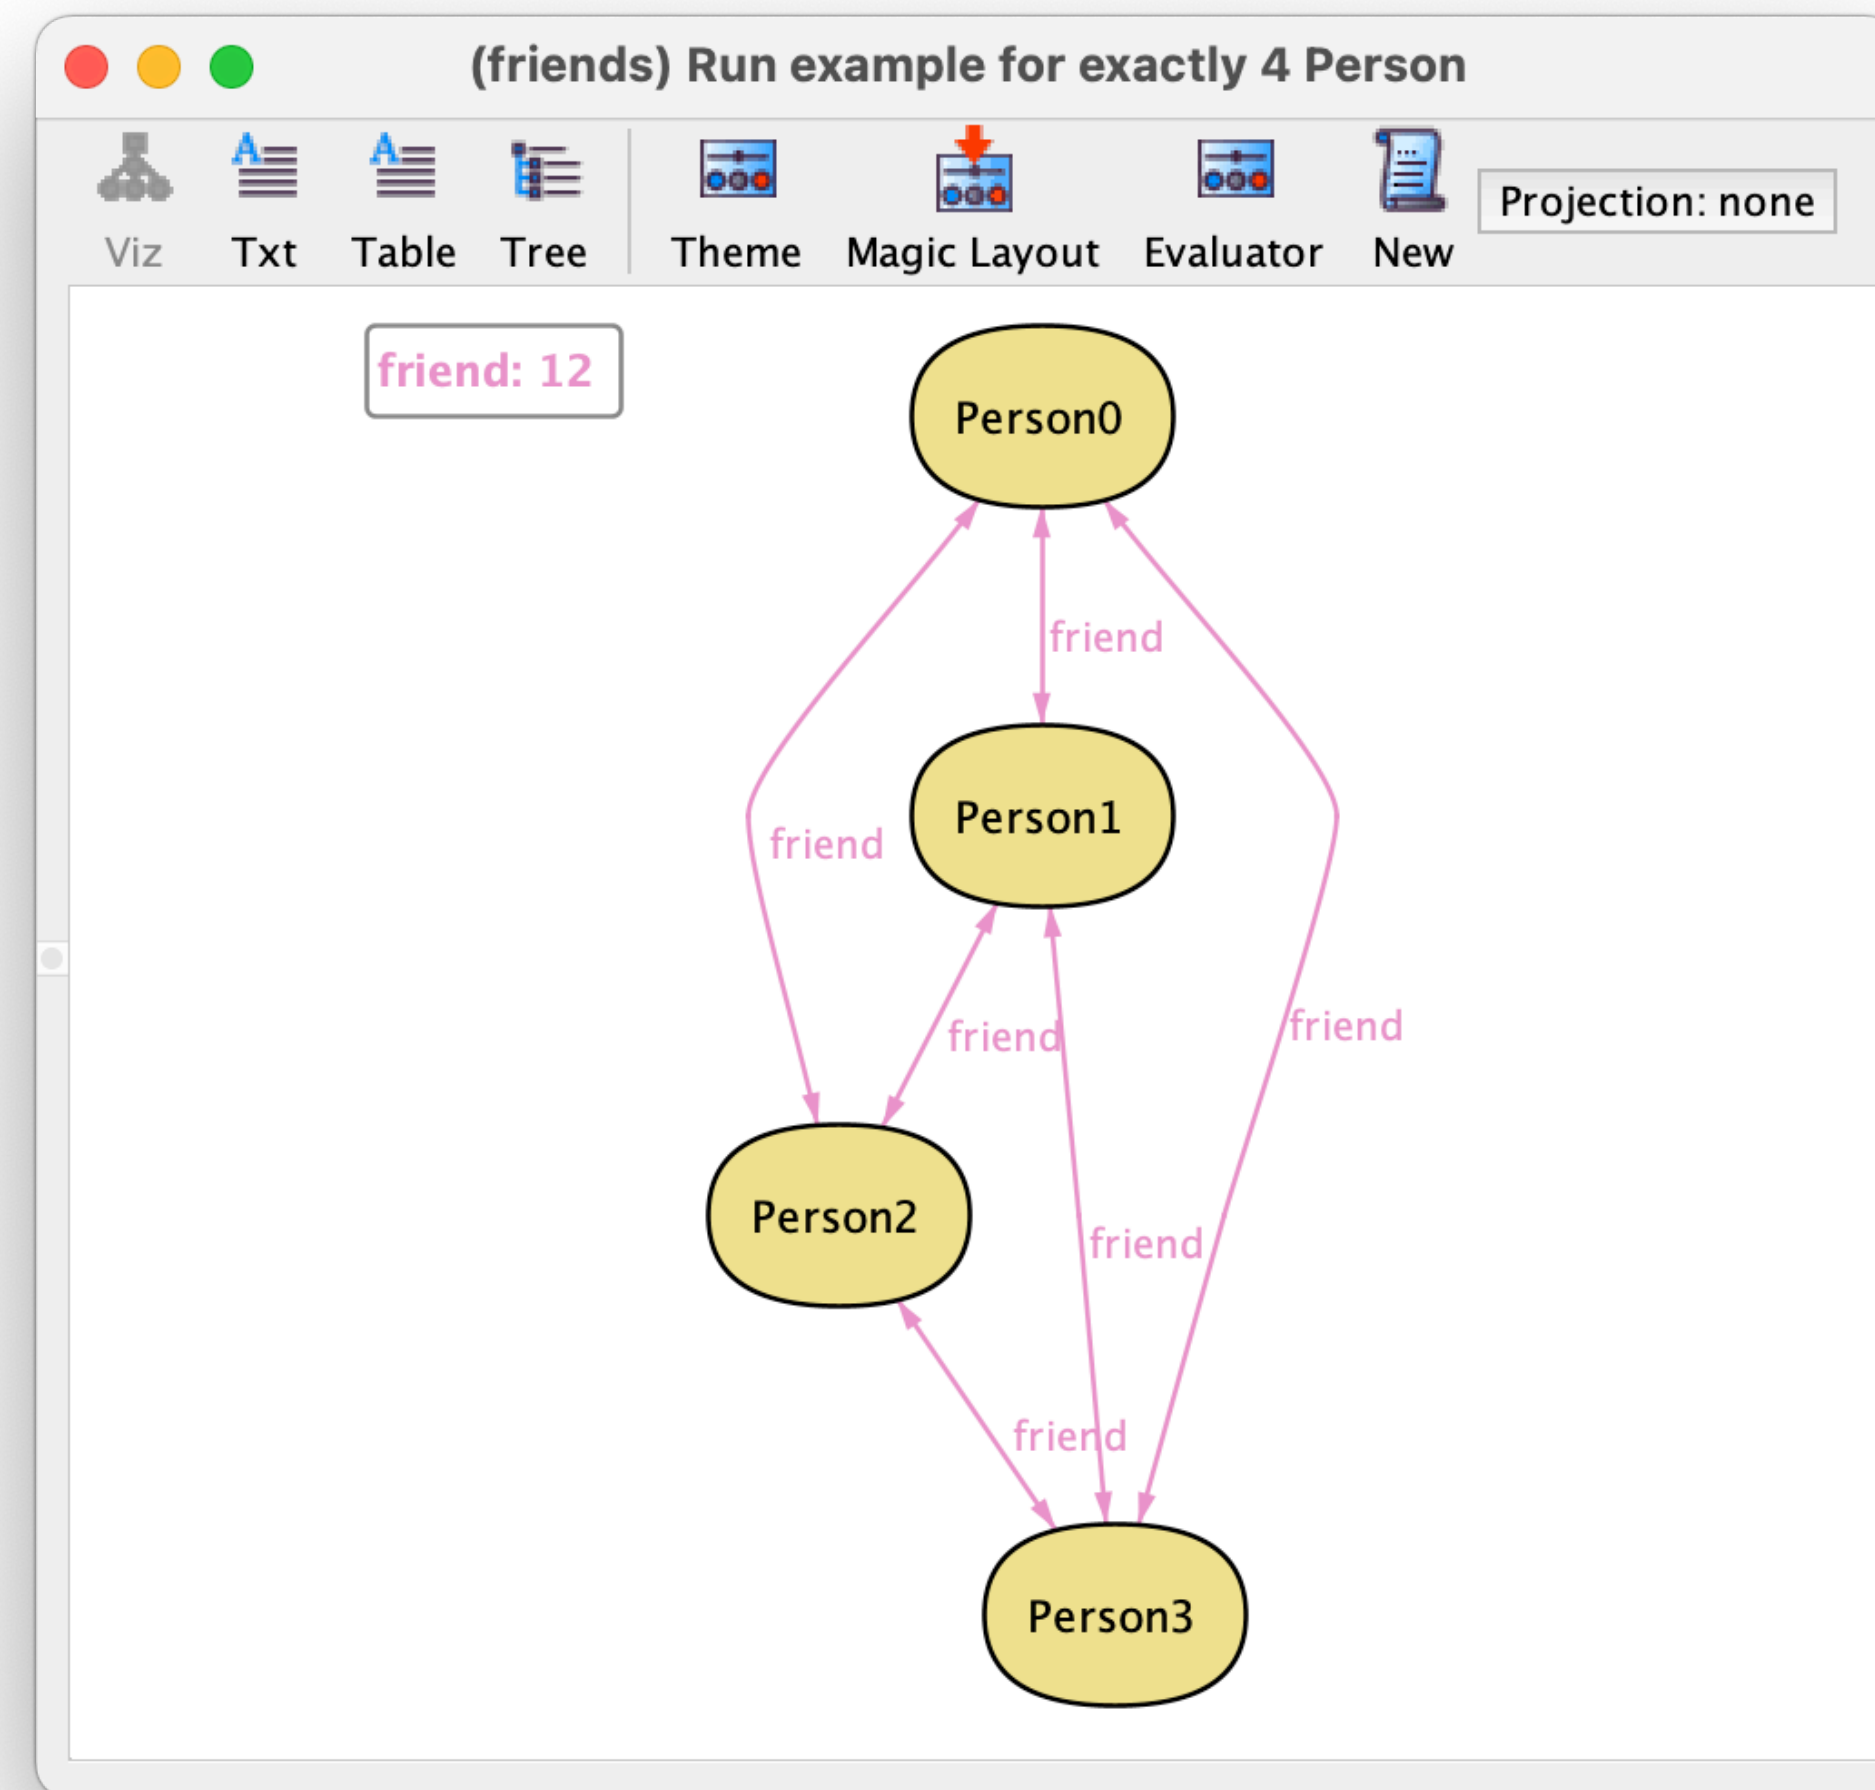 (friends) Run example for exactly 4 Person
Viz Txt Table Tree Theme Magic Layout Evaluator New Projection: none
friend: 12
Person0
friend
Person1
friend
friend
friend
Person2
friend
friend
Person3